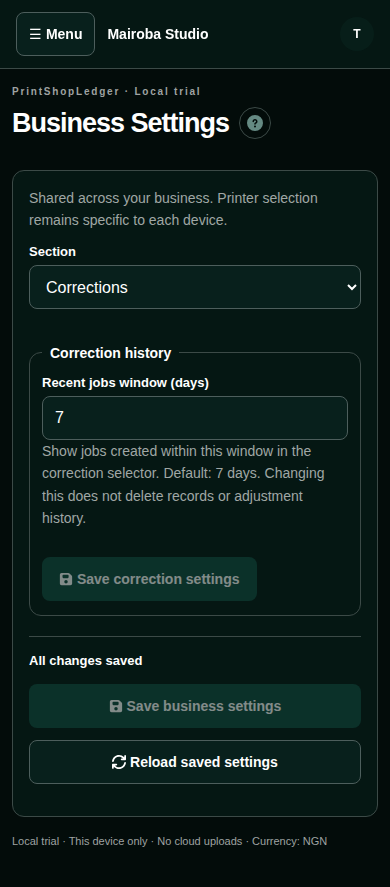 ☰ Menu
Mairoba Studio
T
PrintShopLedger · Local trial
Business Settings
?
Shared across your business. Printer selection
remains specific to each device.
Section
Corrections
Correction history
Recent jobs window (days)
7
Show jobs created within this window in the
correction selector. Default: 7 days. Changing
this does not delete records or adjustment
history.
Save correction settings
All changes saved
Save business settings
Reload saved settings
Local trial · This device only · No cloud uploads · Currency: NGN